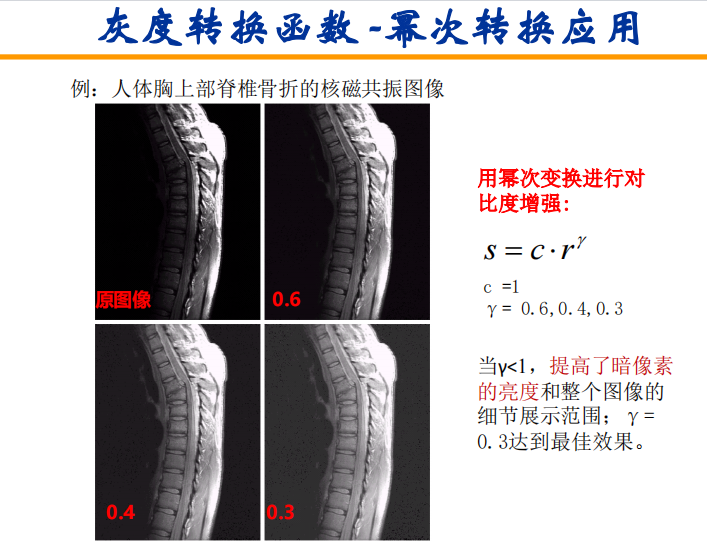 灰度转换函数-幂次转换应用
例：人体胸上部脊椎骨折的核磁共振图像
原图像
0.6
0.4
0.3
用幂次变换进行对
比度增强:
s = c · r^γ
c =1
γ= 0.6,0.4,0.3
当γ<1，提高了暗像素
的亮度和整个图像的
细节展示范围；γ=
0.3达到最佳效果。